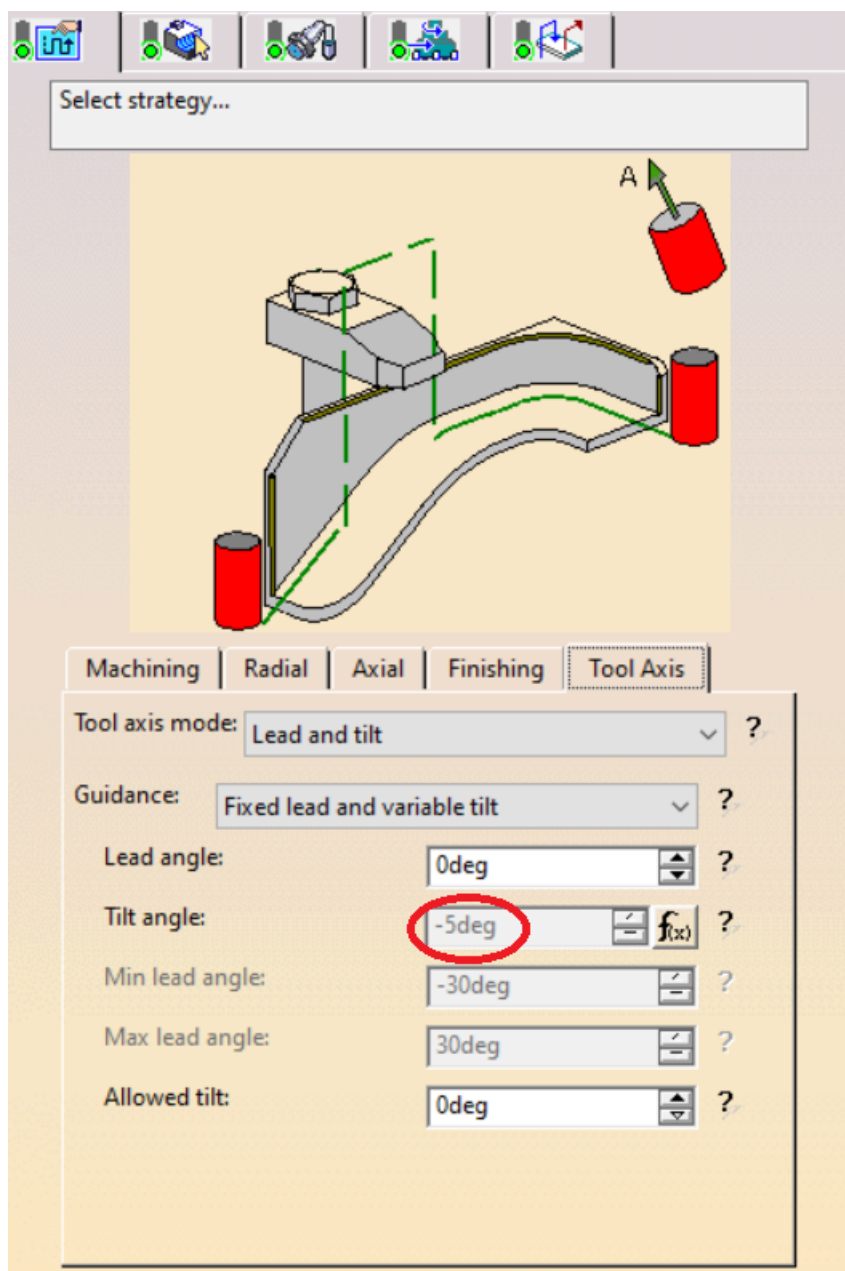 Select strategy...
A
Machining Radial Axial Finishing Tool Axis
Tool axis mode: Lead and tilt ?
Guidance: Fixed lead and variable tilt ?
Lead angle: 0deg ?
Tilt angle: -5deg f(x) ?
Min lead angle: -30deg ?
Max lead angle: 30deg ?
Allowed tilt: 0deg ?